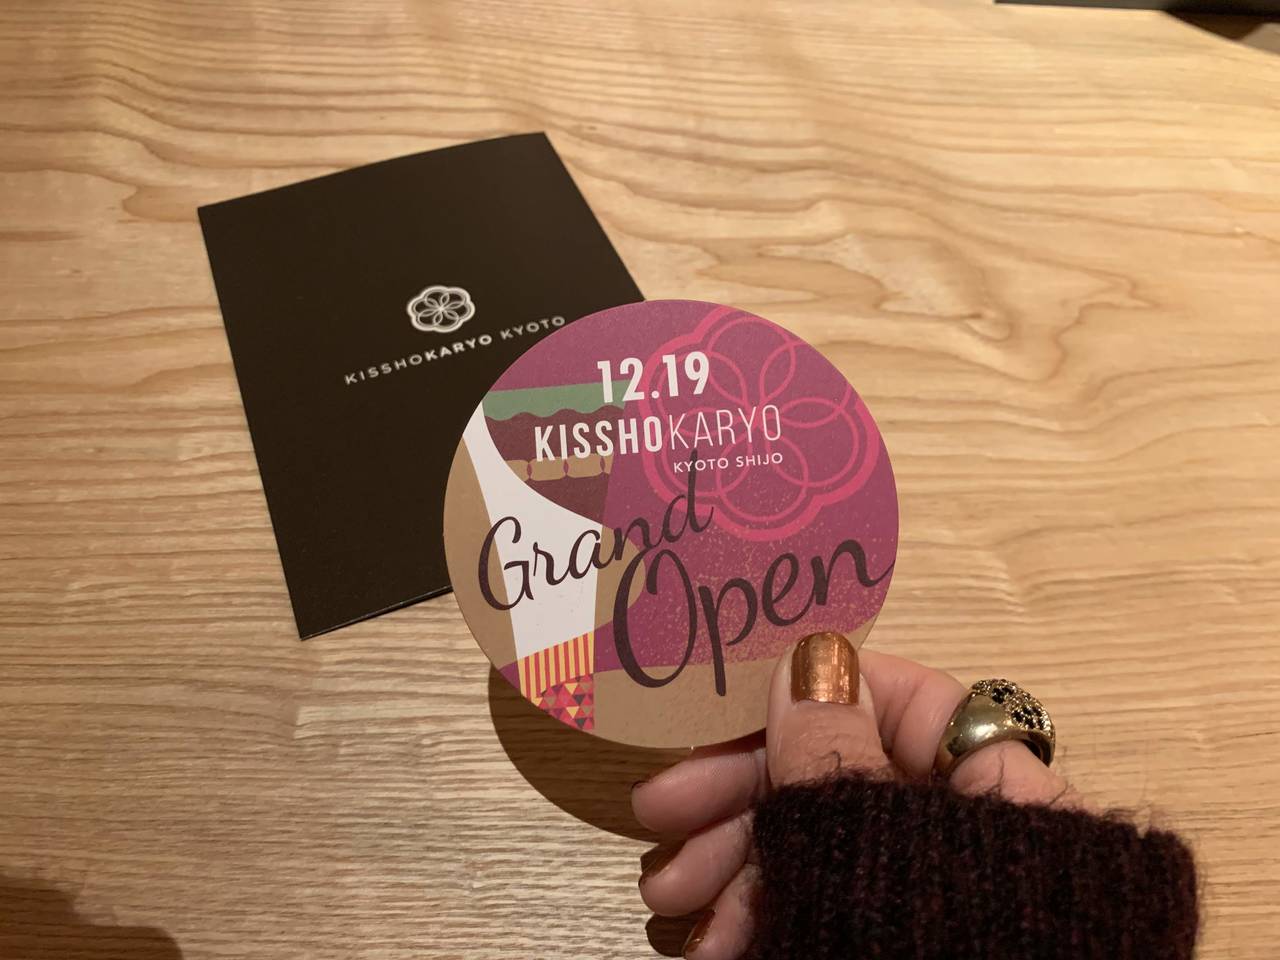 KISSHOKARYO KYOTO
12.19
KISSHOKARYO
KYOTO SHIJO
Grand
Open